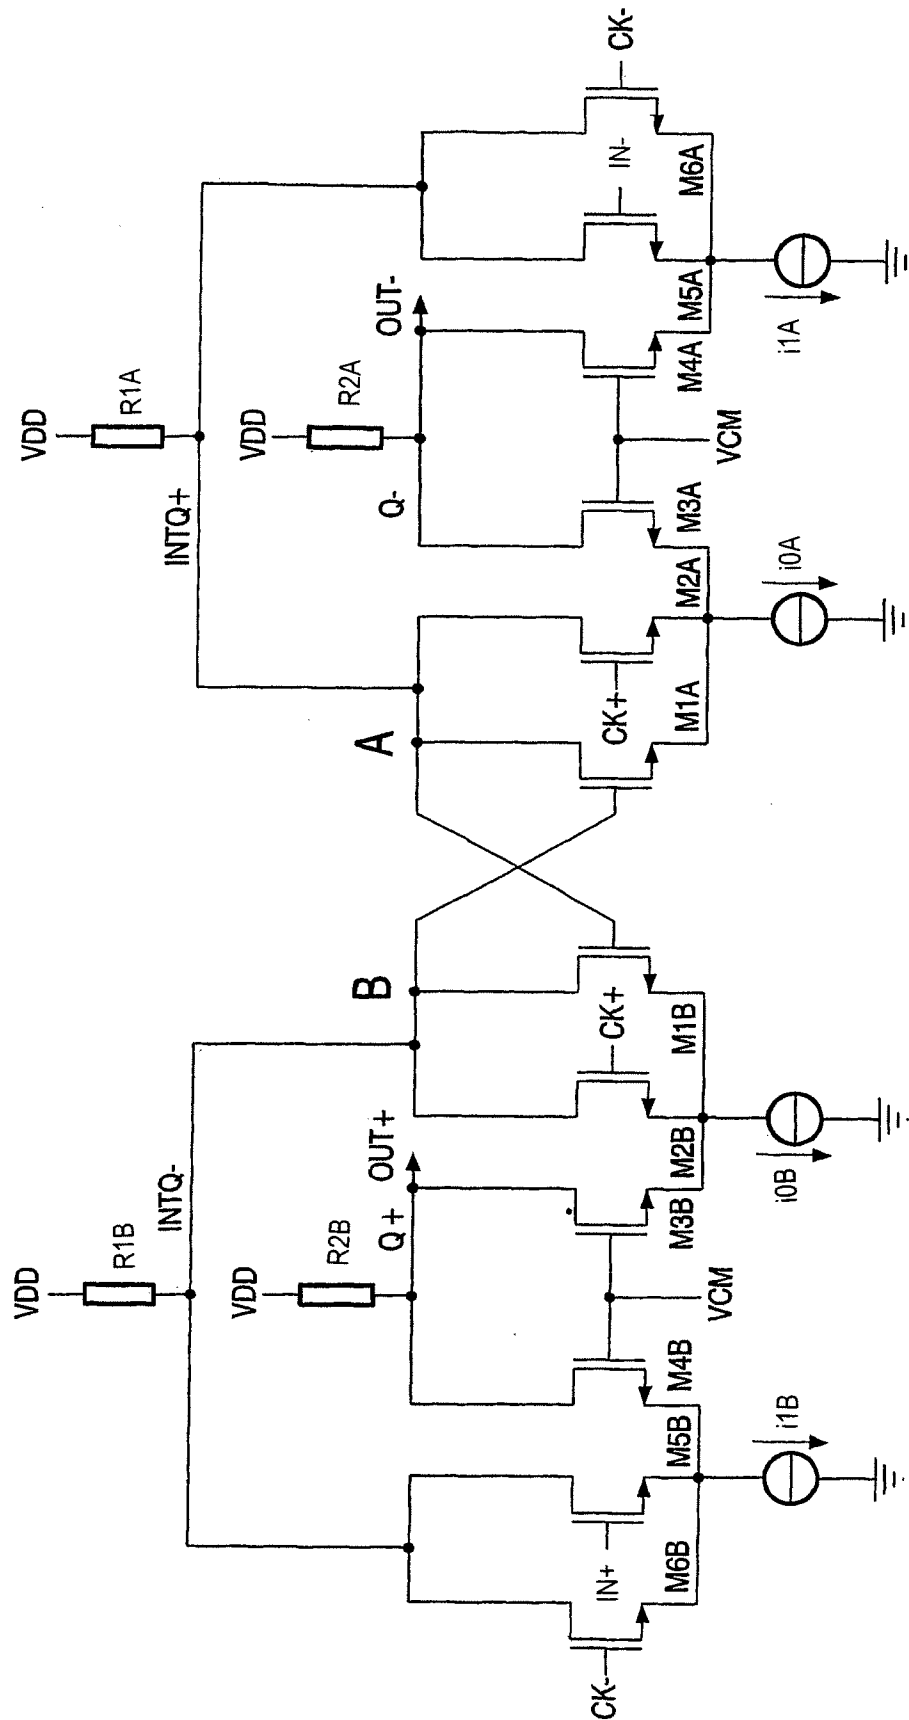 VDD
R1B
INTQ-
VDD
R2B
Q+
OUT+
B
CK-
IN+
M6B
M5B
M4B
VCM
M3B
M2B
CK+
M1B
i1B
i0B
VDD
R1A
INTQ+
VDD
R2A
Q-
OUT-
A
M1A
CK+
M2A
M3A
VCM
M4A
M5A
IN-
M6A
CK-
i0A
i1A